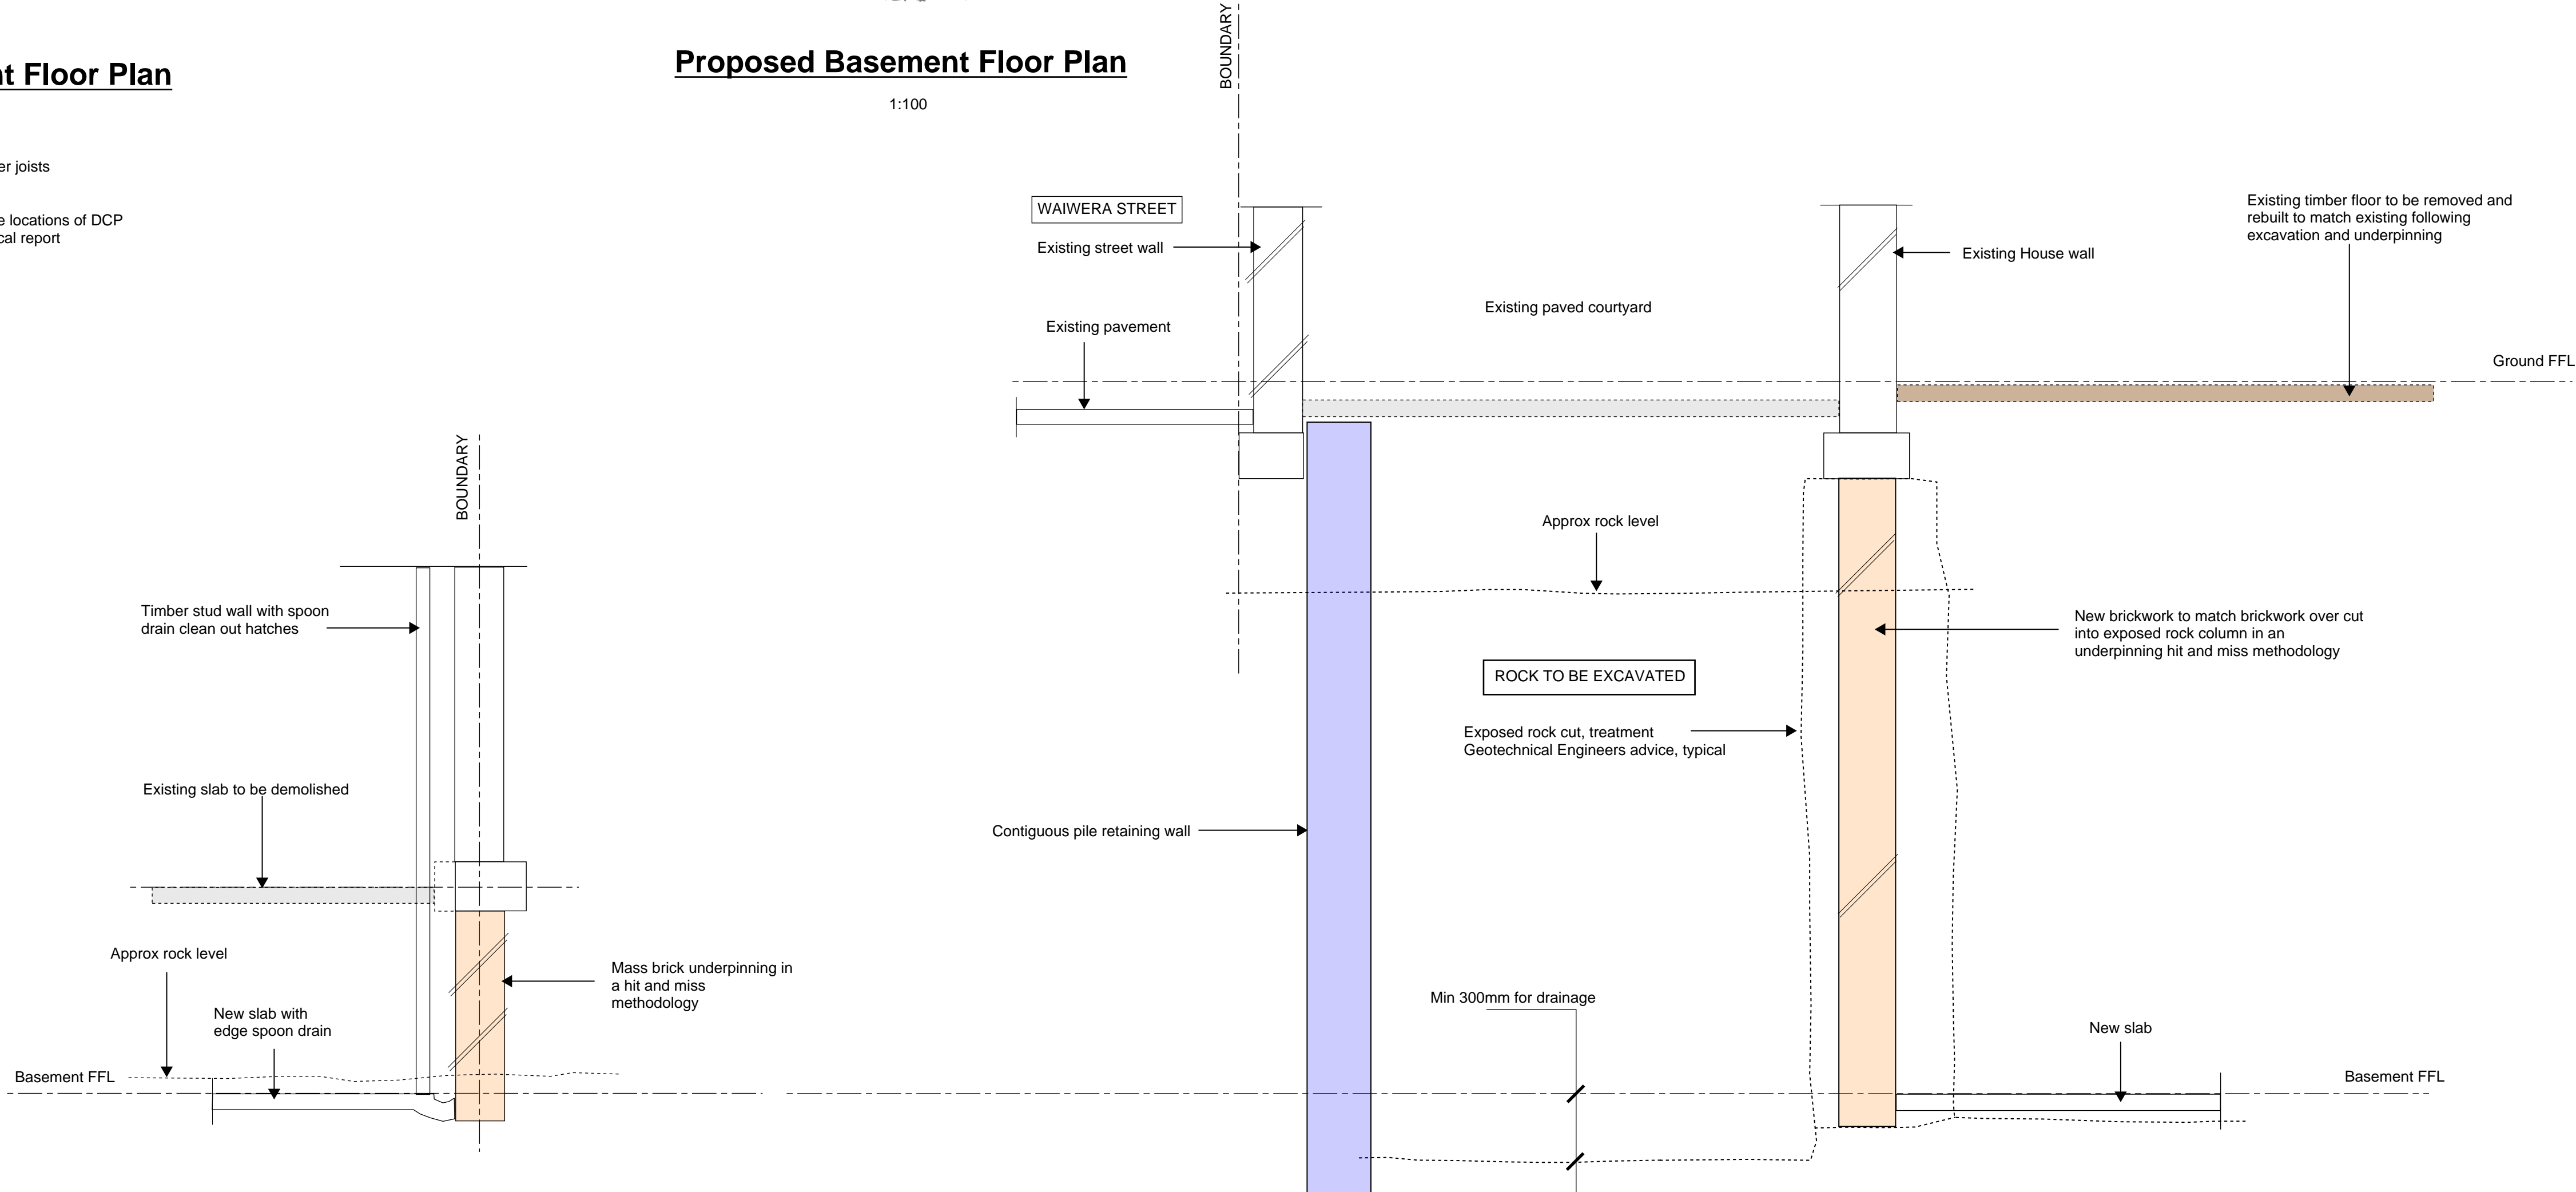 nt Floor Plan
er joists
e locations of DCP
cal report
Proposed Basement Floor Plan
1:100
BOUNDARY
WAIWERA STREET
Existing street wall
Existing pavement
Existing paved courtyard
Existing House wall
Existing timber floor to be removed and
rebuilt to match existing following
excavation and underpinning
Ground FFL
BOUNDARY
Timber stud wall with spoon
drain clean out hatches
Existing slab to be demolished
Approx rock level
New slab with
edge spoon drain
Basement FFL
Mass brick underpinning in
a hit and miss
methodology
Approx rock level
ROCK TO BE EXCAVATED
Exposed rock cut, treatment
Geotechnical Engineers advice, typical
Contiguous pile retaining wall
Min 300mm for drainage
New brickwork to match brickwork over cut
into exposed rock column in an
underpinning hit and miss methodology
New slab
Basement FFL